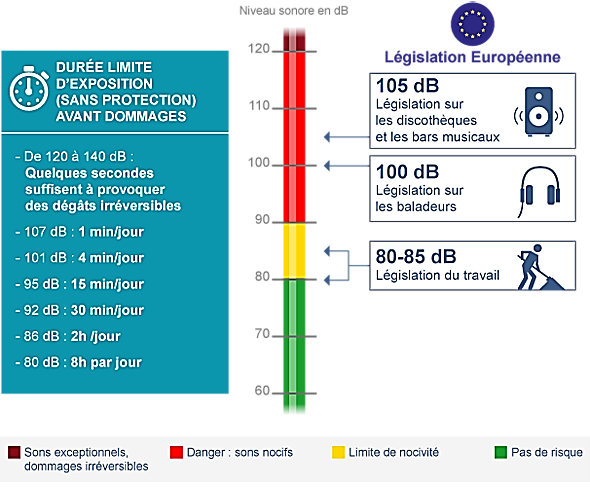 Niveau sonore en dB
DURÉE LIMITE
D'EXPOSITION
(SANS PROTECTION)
AVANT DOMMAGES
- De 120 à 140 dB :
Quelques secondes
suffisent à provoquer
des dégâts irréversibles
- 107 dB : 1 min/jour
- 101 dB : 4 min/jour
- 95 dB : 15 min/jour
- 92 dB : 30 min/jour
- 86 dB : 2h /jour
- 80 dB : 8h par jour
120
110
100
90
80
70
60
Législation Européenne
105 dB
Législation sur
les discothèques
et les bars musicaux
100 dB
Législation sur
les baladeurs
80-85 dB
Législation du travail
Sons exceptionnels,
dommages irréversibles
Danger : sons nocifs
Limite de nocivité
Pas de risque